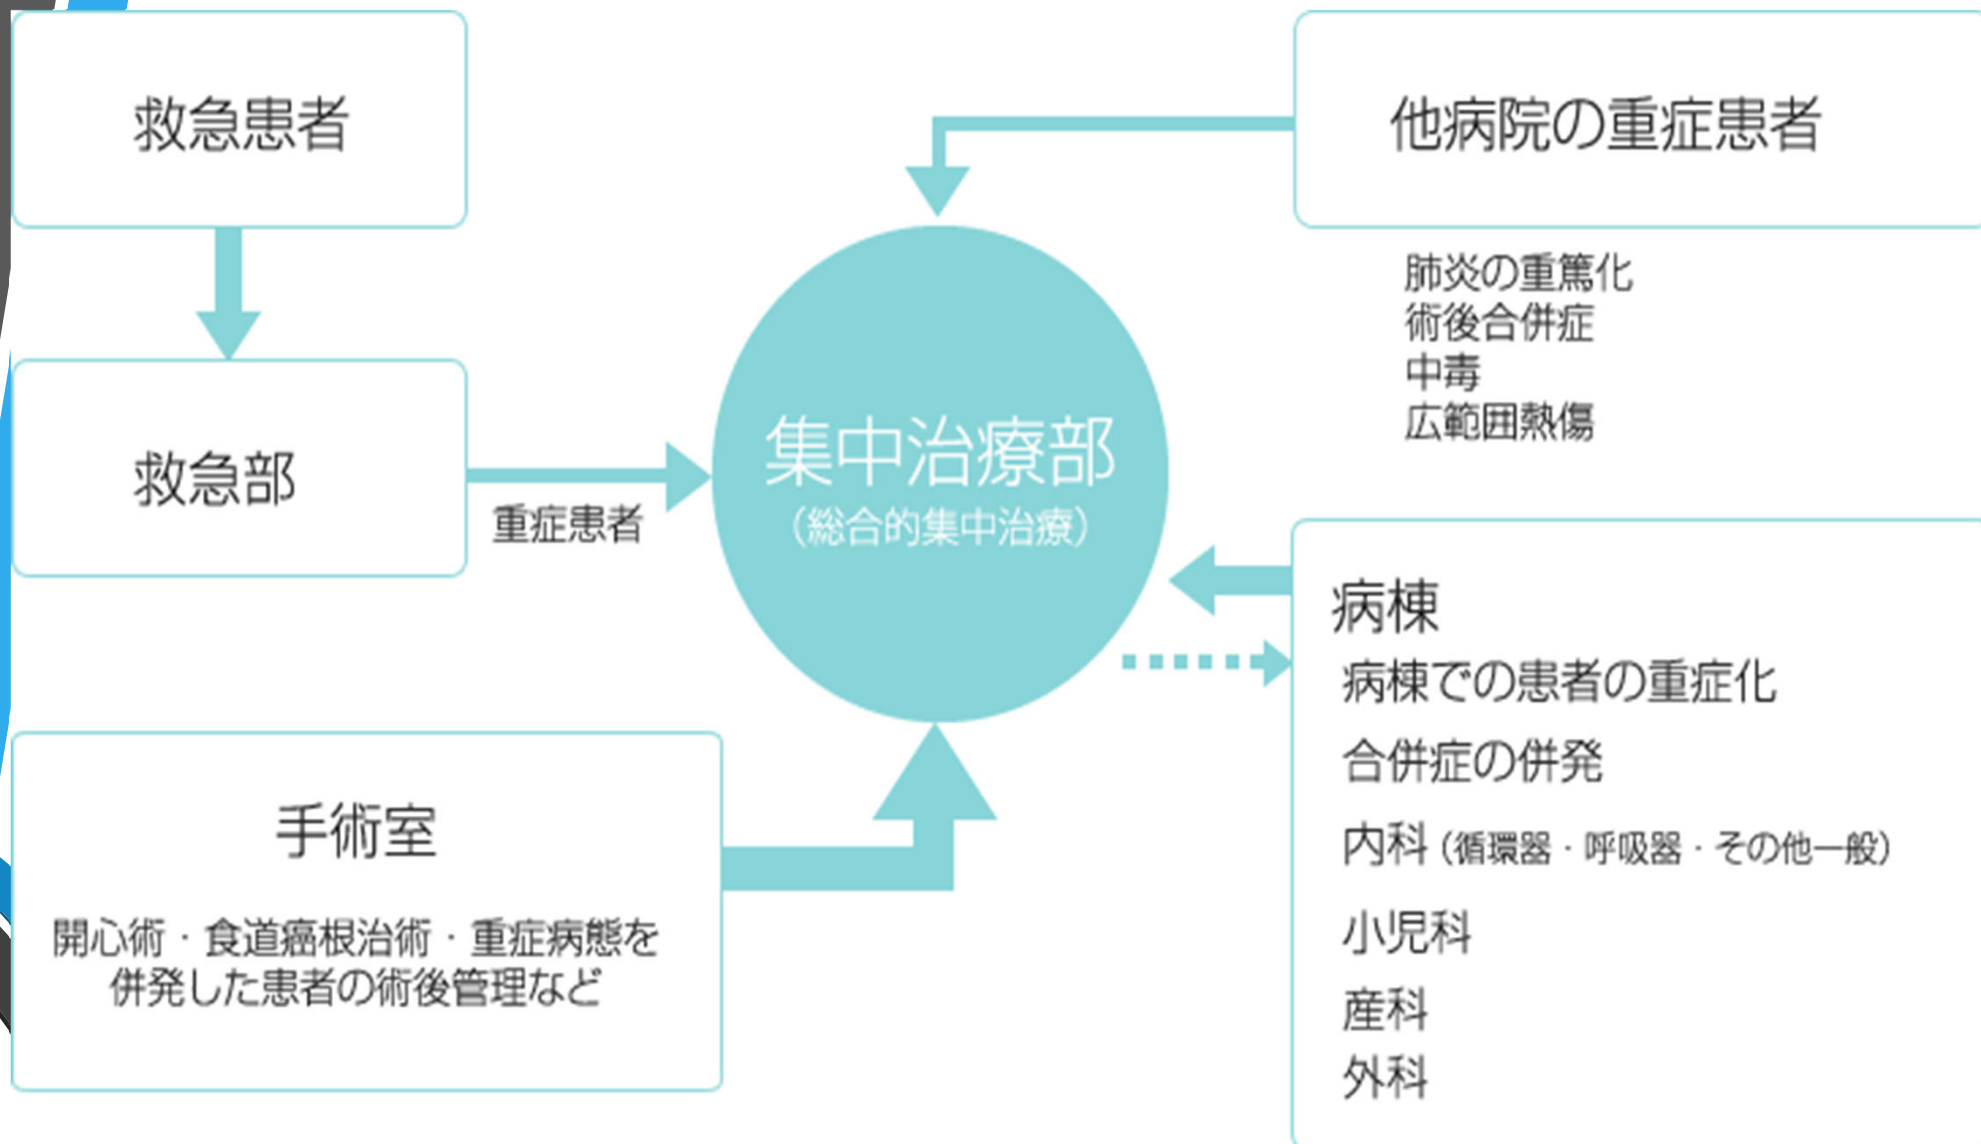 救急患者
他病院の重症患者
肺炎の重篤化
術後合併症
中毒
広範囲熱傷
救急部
重症患者
集中治療部
（総合的集中治療）
病棟
病棟での患者の重症化
合併症の併発
内科（循環器・呼吸器・その他一般）
小児科
産科
外科
手術室
開心術・食道癌根治術・重症病態を
併発した患者の術後管理など